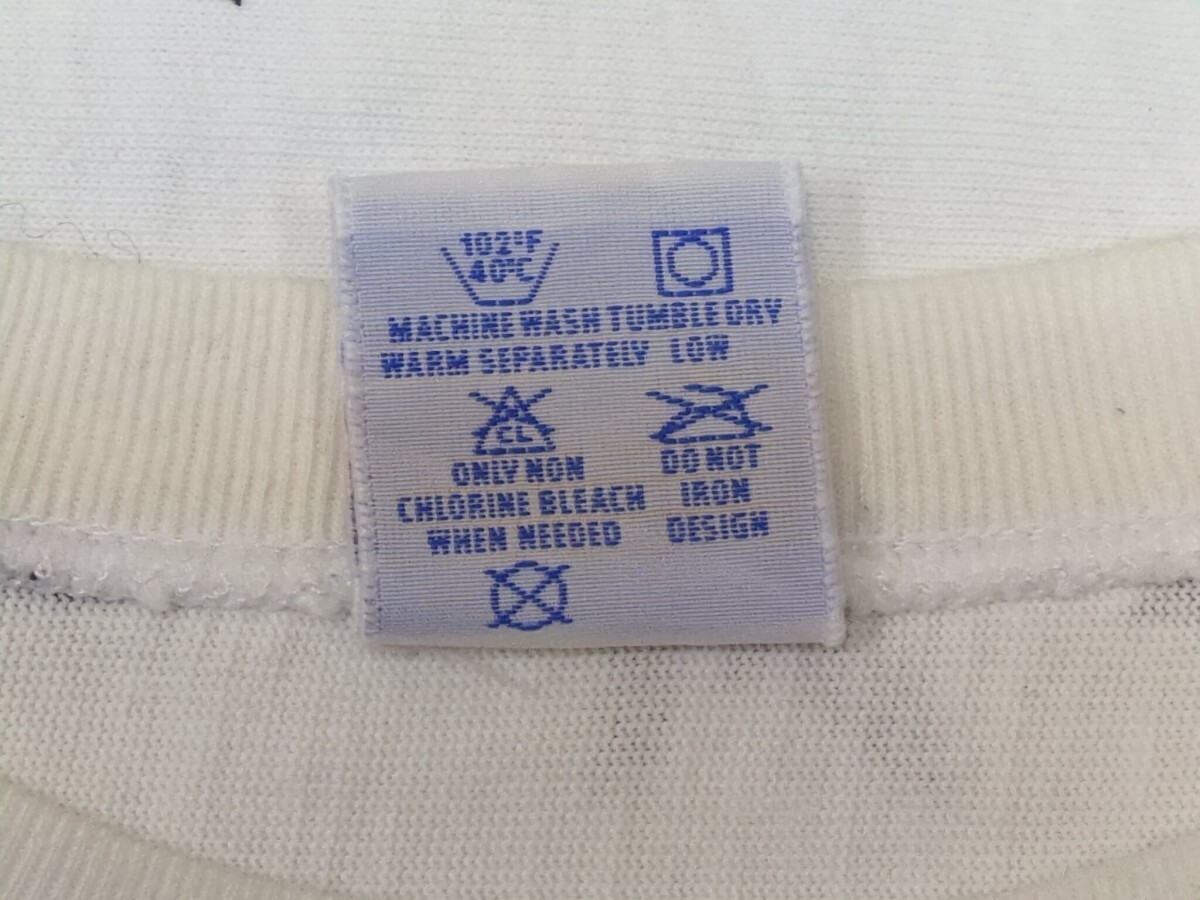 102°F
40°C
MACHINE WASH TUMBLE DRY
WARM SEPARATELY LOW
CL
ONLY NON
CHLORINE BLEACH
WHEN NEEDED
DO NOT
IRON
DESIGN